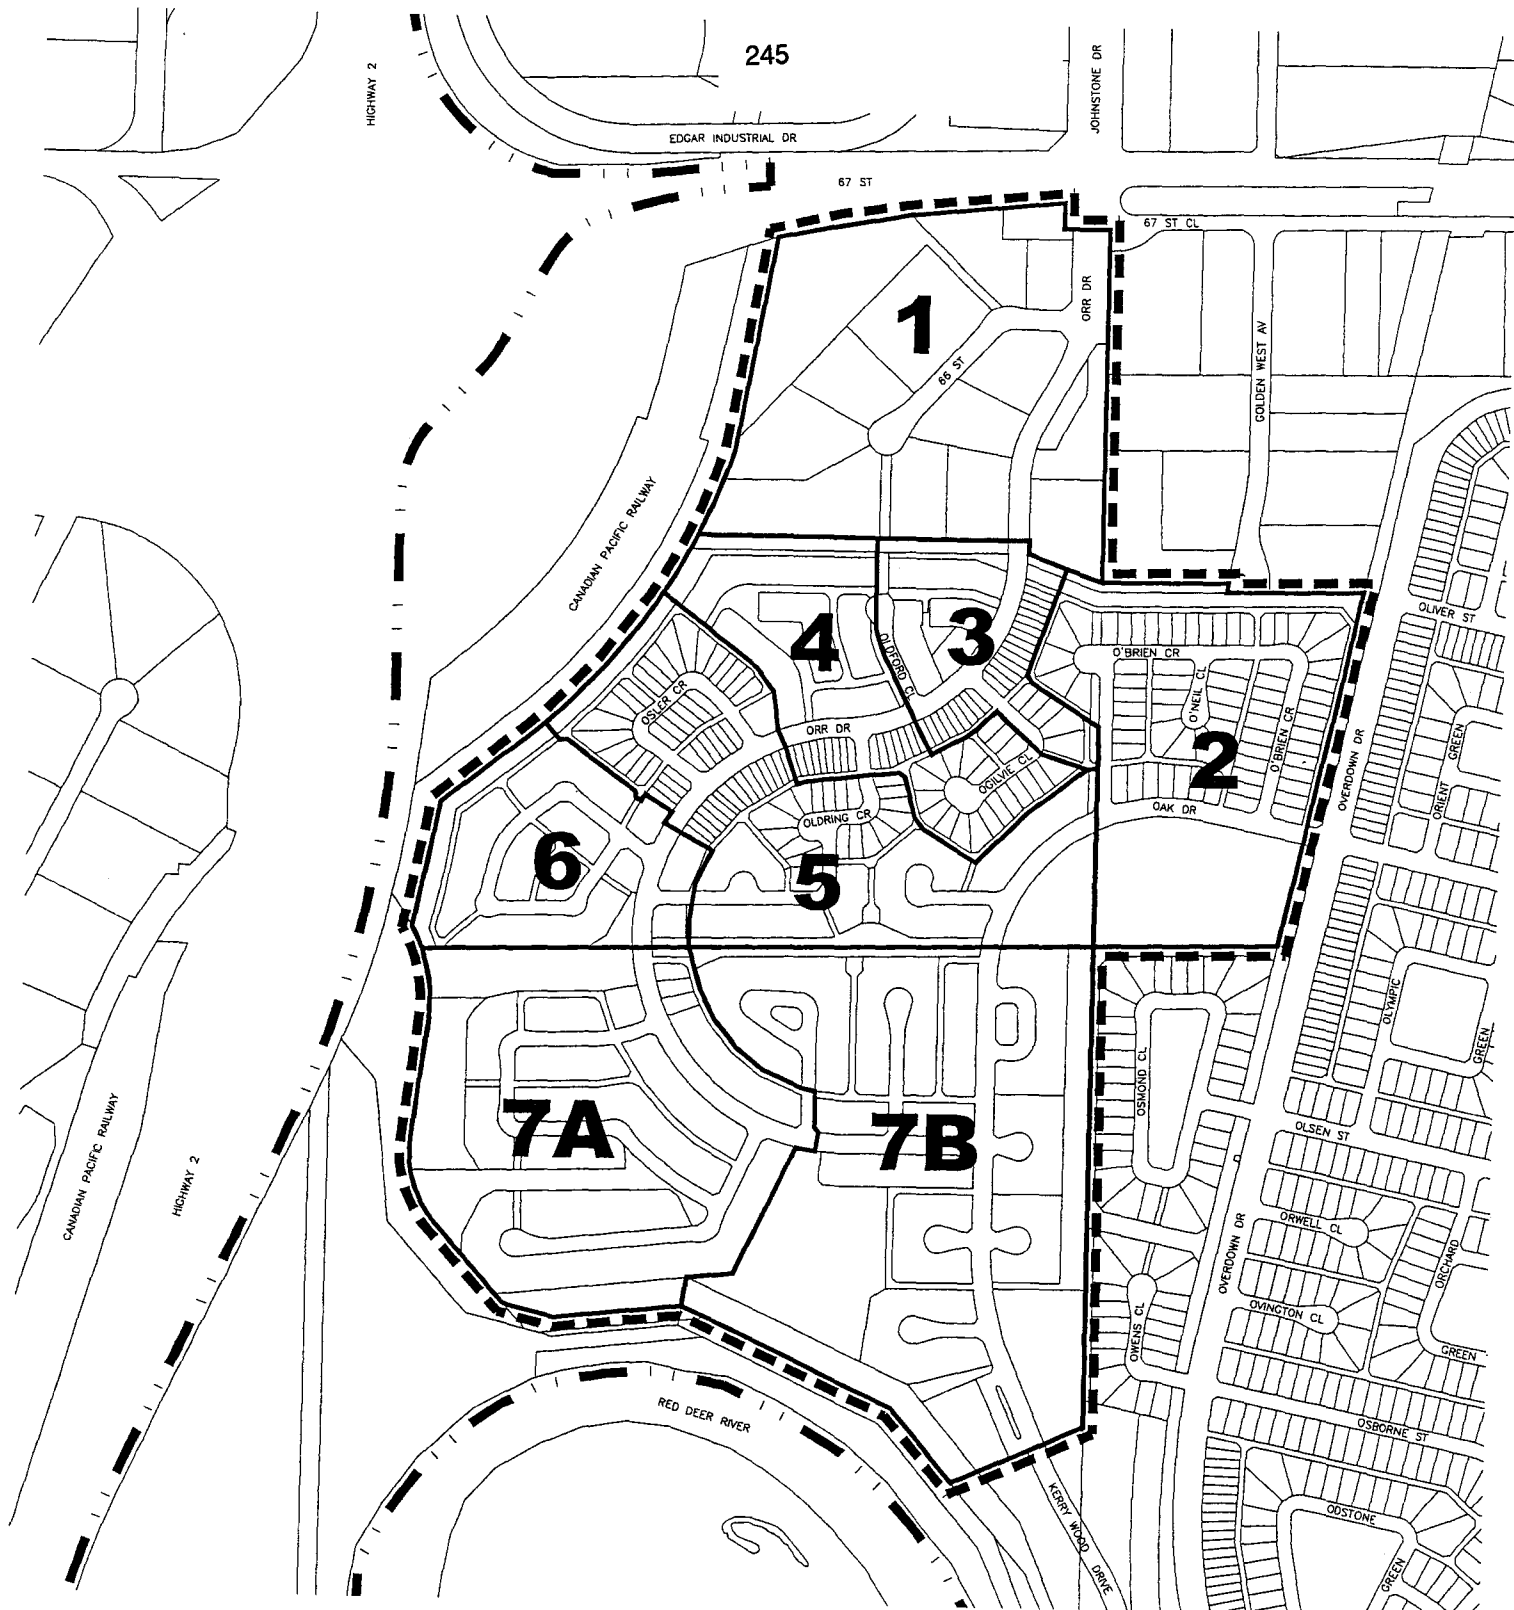 245
HIGHWAY 2
JOHNSTONE DR
EDGAR INDUSTRIAL DR
67 ST
67 ST CL
1
ORR DR
66 ST
GOLDEN WEST AV
CANADIAN PACIFIC RAILWAY
OLIVER ST
4
3
OLDFORD CL
O'BRIEN CR
O'NEIL CL
OSLER CR
ORR DR
2
O'BRIEN CR
OVERDOWN DR
ORIENT
GREEN
OGILVIE CL
OAK DR
OLDRING CR
6
5
OLYMPIC
GREEN
OSMOND CL
7A
7B
CANADIAN PACIFIC RAILWAY
HIGHWAY 2
OLSEN ST
ORWELL CL
OVERDOWN DR
ORCHARD
OWENS CL
OVINGTON CL
GREEN
RED DEER RIVER
OSBORNE ST
KERRY WOOD DRIVE
ODSTONE
GREEN